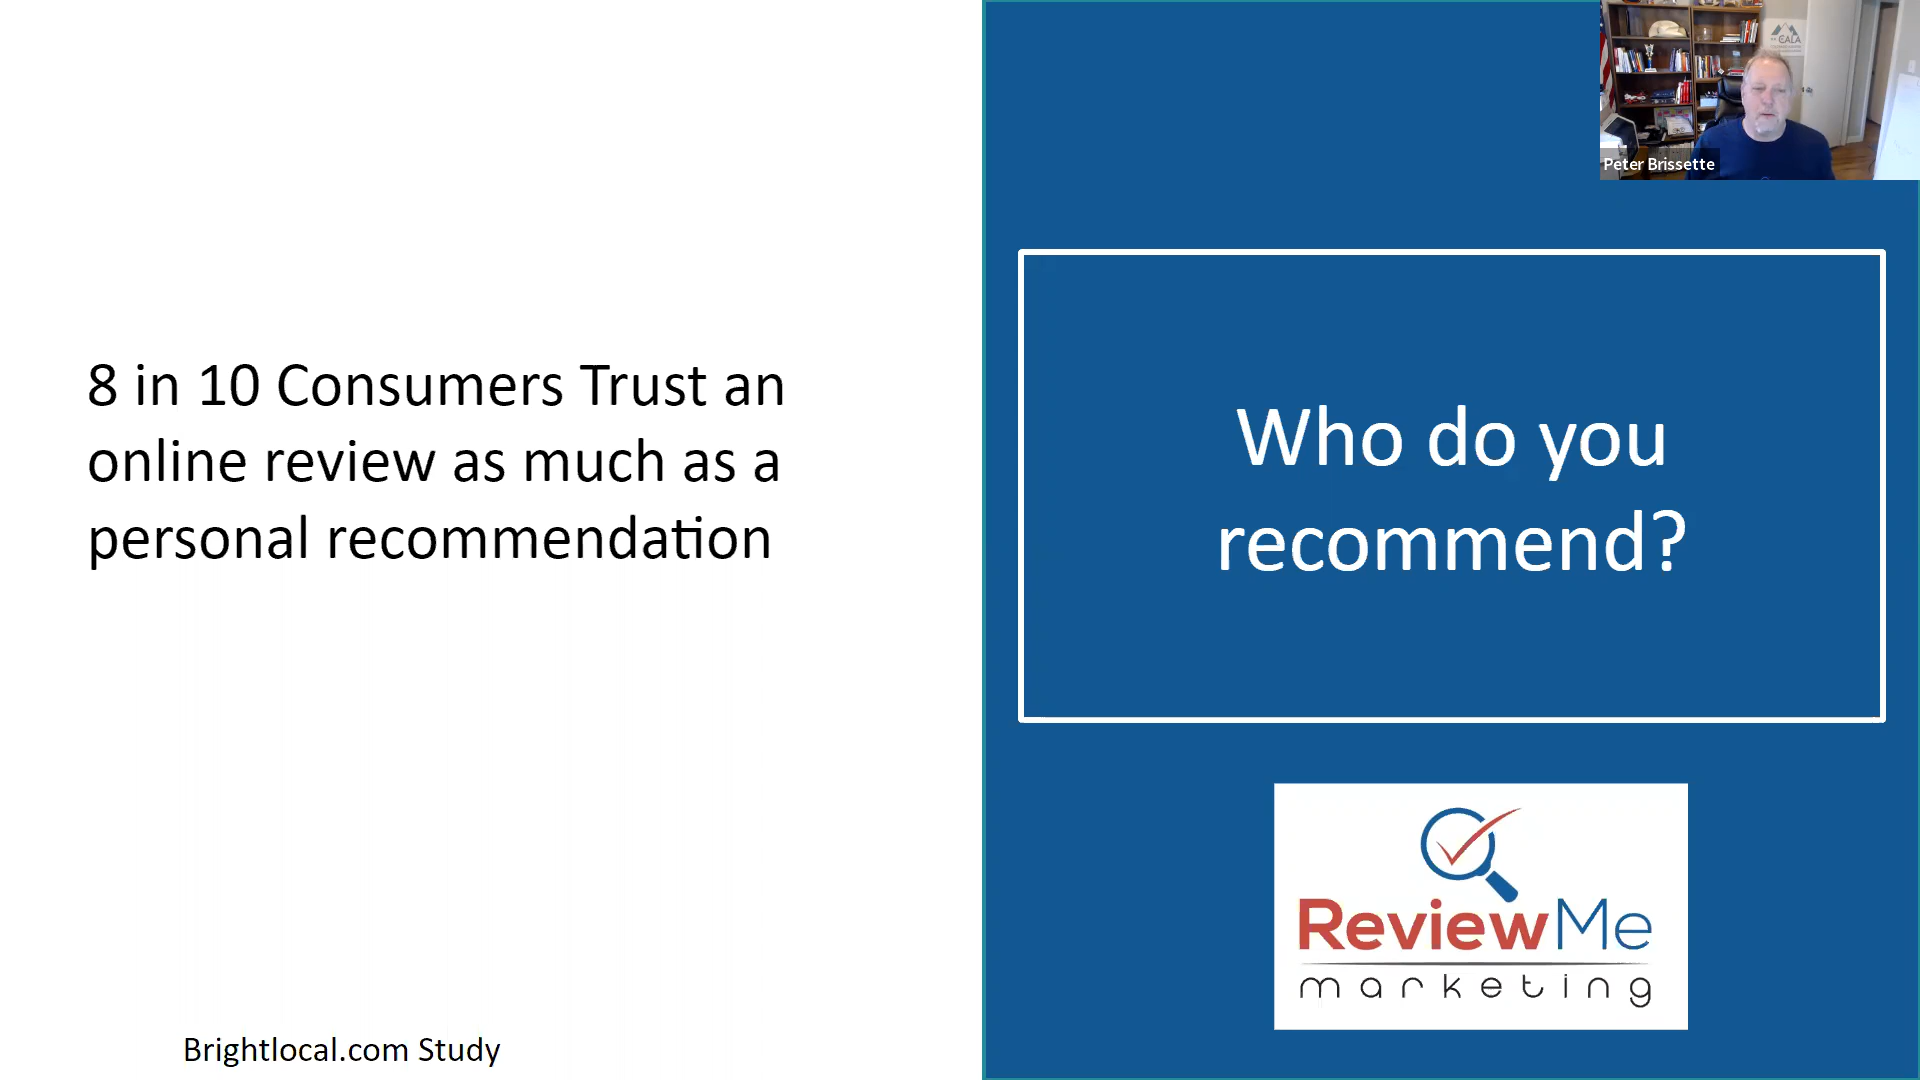 8 in 10 Consumers Trust an
online review as much as a
personal recommendation
Brightlocal.com Study
CALA
Peter Brissette
Who do you
recommend?
ReviewMe
marketing